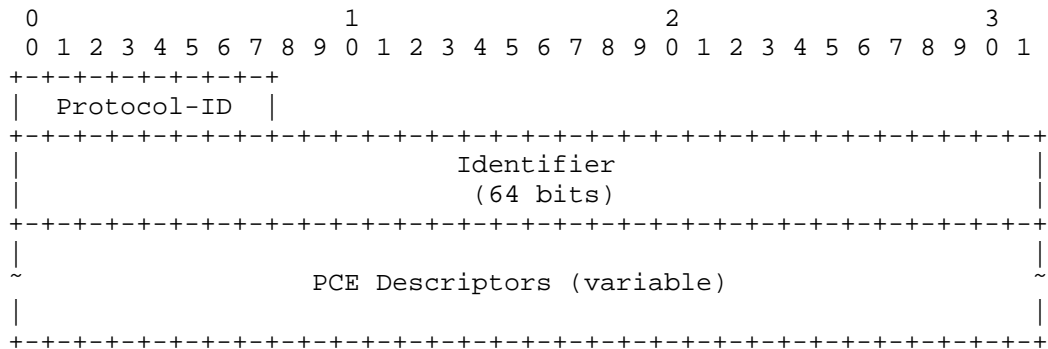 0                   1                   2                   3
 0 1 2 3 4 5 6 7 8 9 0 1 2 3 4 5 6 7 8 9 0 1 2 3 4 5 6 7 8 9 0 1
+-+-+-+-+-+-+-+-+
|  Protocol-ID  |
+-+-+-+-+-+-+-+-+-+-+-+-+-+-+-+-+-+-+-+-+-+-+-+-+-+-+-+-+-+-+-+-+
|                           Identifier                          |
|                            (64 bits)                          |
+-+-+-+-+-+-+-+-+-+-+-+-+-+-+-+-+-+-+-+-+-+-+-+-+-+-+-+-+-+-+-+-+
|                                                               |
~                  PCE Descriptors (variable)                   ~
|                                                               |
+-+-+-+-+-+-+-+-+-+-+-+-+-+-+-+-+-+-+-+-+-+-+-+-+-+-+-+-+-+-+-+-+